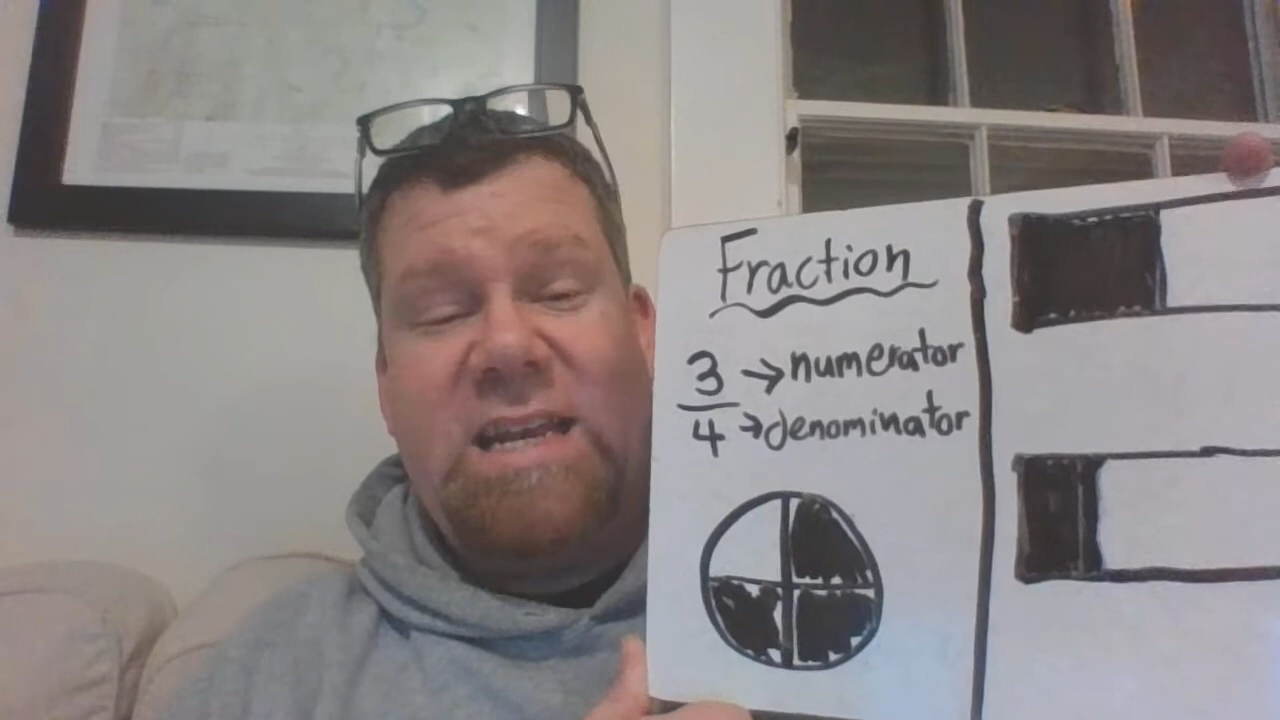 Fraction
3 → numerator
4 → denominator